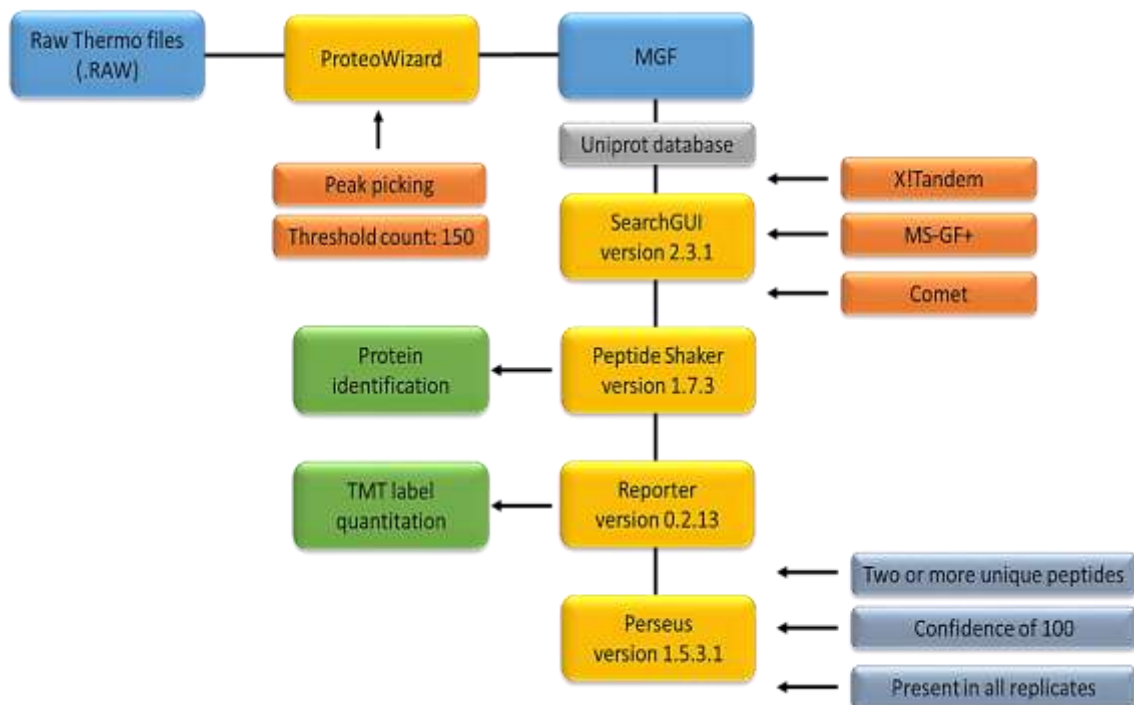 Raw Thermo files
(.RAW)
ProteoWizard
MGF
Uniprot database
Peak picking
Threshold count: 150
X!Tandem
SearchGUI
version 2.3.1
MS-GF+
Comet
Protein
identification
Peptide Shaker
version 1.7.3
TMT label
quantitation
Reporter
version 0.2.13
Two or more unique peptides
Perseus
version 1.5.3.1
Confidence of 100
Present in all replicates